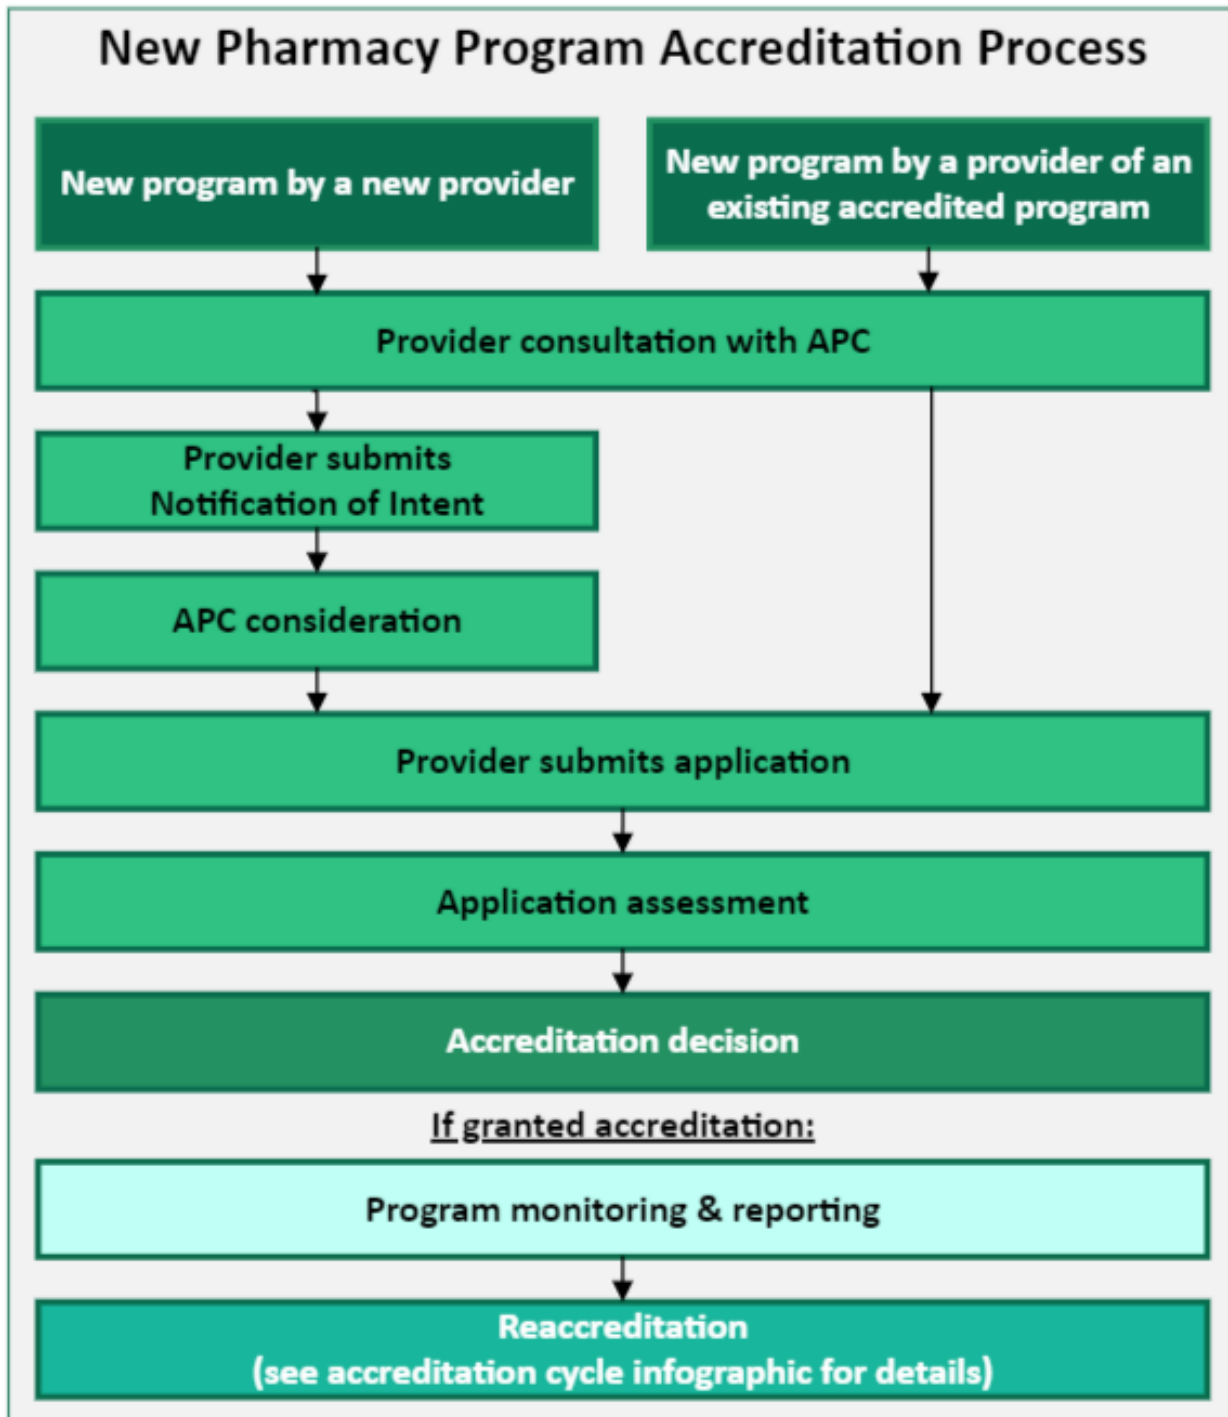 New Pharmacy Program Accreditation Process
New program by a new provider
New program by a provider of an
existing accredited program
Provider consultation with APC
Provider submits
Notification of Intent
APC consideration
Provider submits application
Application assessment
Accreditation decision
If granted accreditation:
Program monitoring & reporting
Reaccreditation
(see accreditation cycle infographic for details)